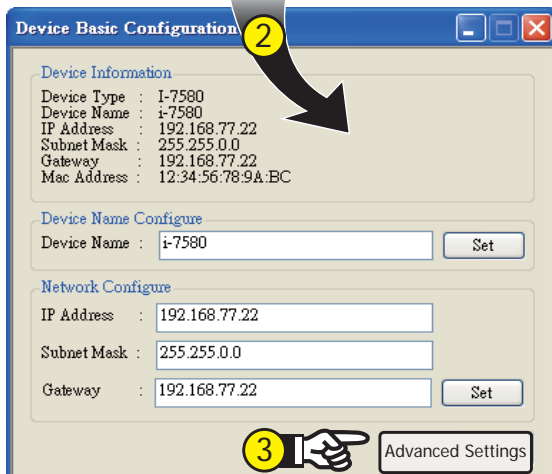 Device Basic Configuration
2
Device Information
Device Type : I-7580
Device Name : i-7580
IP Address : 192.168.77.22
Subnet Mask : 255.255.0.0
Gateway : 192.168.77.22
Mac Address : 12:34:56:78:9A:BC
Device Name Configure
Device Name : i-7580 Set
Network Configure
IP Address : 192.168.77.22
Subnet Mask : 255.255.0.0
Gateway : 192.168.77.22 Set
3 Advanced Settings